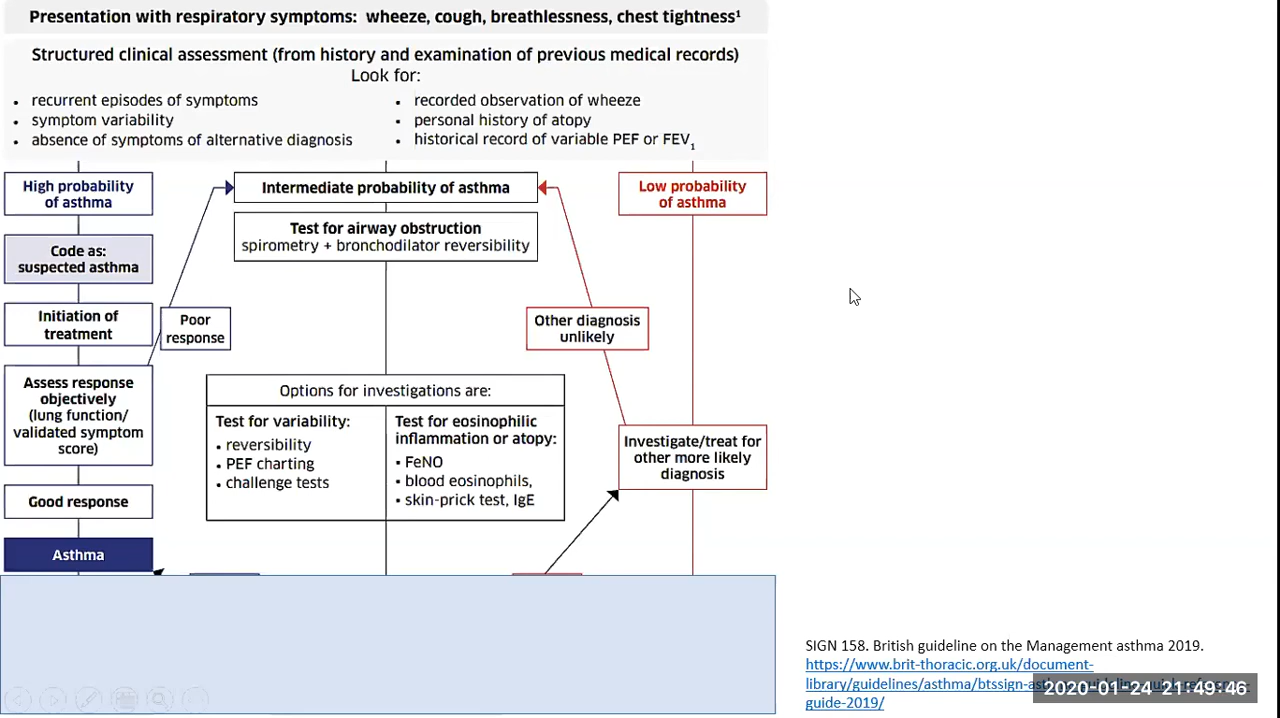 Presentation with respiratory symptoms: wheeze, cough, breathlessness, chest tightness¹
Structured clinical assessment (from history and examination of previous medical records)
Look for:
• recurrent episodes of symptoms
• symptom variability
• absence of symptoms of alternative diagnosis
• recorded observation of wheeze
• personal history of atopy
• historical record of variable PEF or FEV₁
High probability
of asthma
Intermediate probability of asthma
Low probability
of asthma
Test for airway obstruction
spirometry + bronchodilator reversibility
Code as:
suspected asthma
Initiation of
treatment
Poor
response
Other diagnosis
unlikely
Assess response
objectively
(lung function/
validated symptom
score)
Options for investigations are:
Test for variability:
• reversibility
• PEF charting
• challenge tests
Test for eosinophilic
inflammation or atopy:
• FeNO
• blood eosinophils,
• skin-prick test, IgE
Investigate/treat for
other more likely
diagnosis
Good response
Asthma
SIGN 158. British guideline on the Management asthma 2019.
https://www.brit-thoracic.org.uk/document-
library/guidelines/asthma/btssign-
guide-2019/
2020-01-24 21:49:46